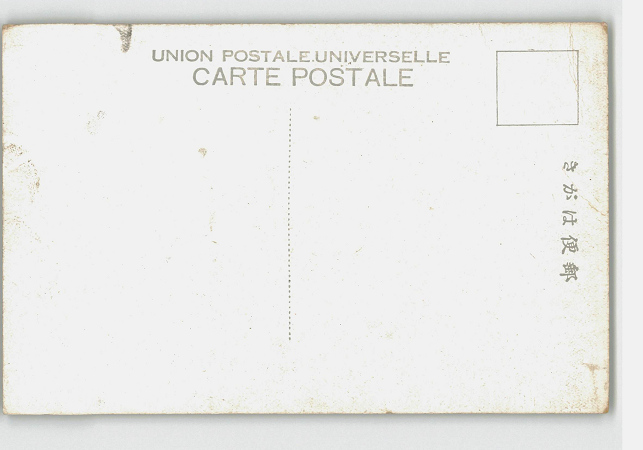 UNION POSTALE.UNIVERSELLE
CARTE POSTALE
きがは便郵